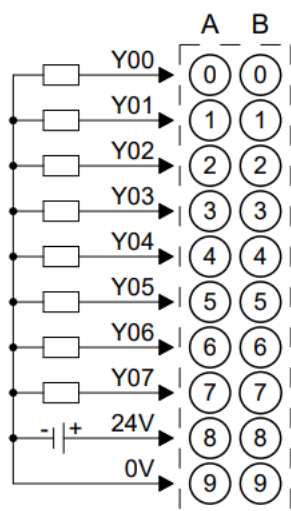 A B
Y00 0 0
Y01 1 1
Y02 2 2
Y03 3 3
Y04 4 4
Y05 5 5
Y06 6 6
Y07 7 7
- + 24V 8 8
0V 9 9